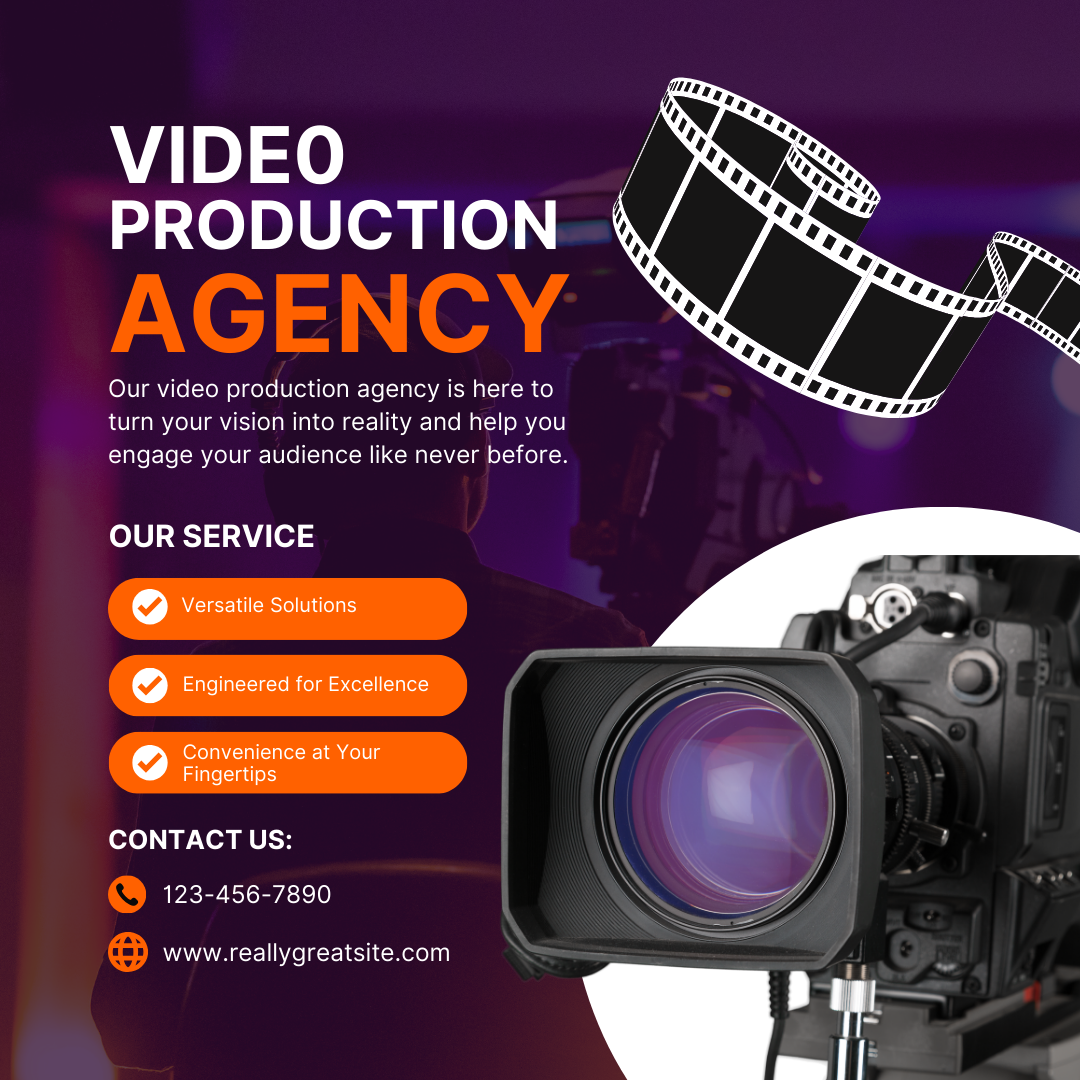 VIDE0
PRODUCTION
AGENCY
Our video production agency is here to
turn your vision into reality and help you
engage your audience like never before.
OUR SERVICE
Versatile Solutions
Engineered for Excellence
Convenience at Your
Fingertips
CONTACT US:
123-456-7890
www.reallygreatsite.com